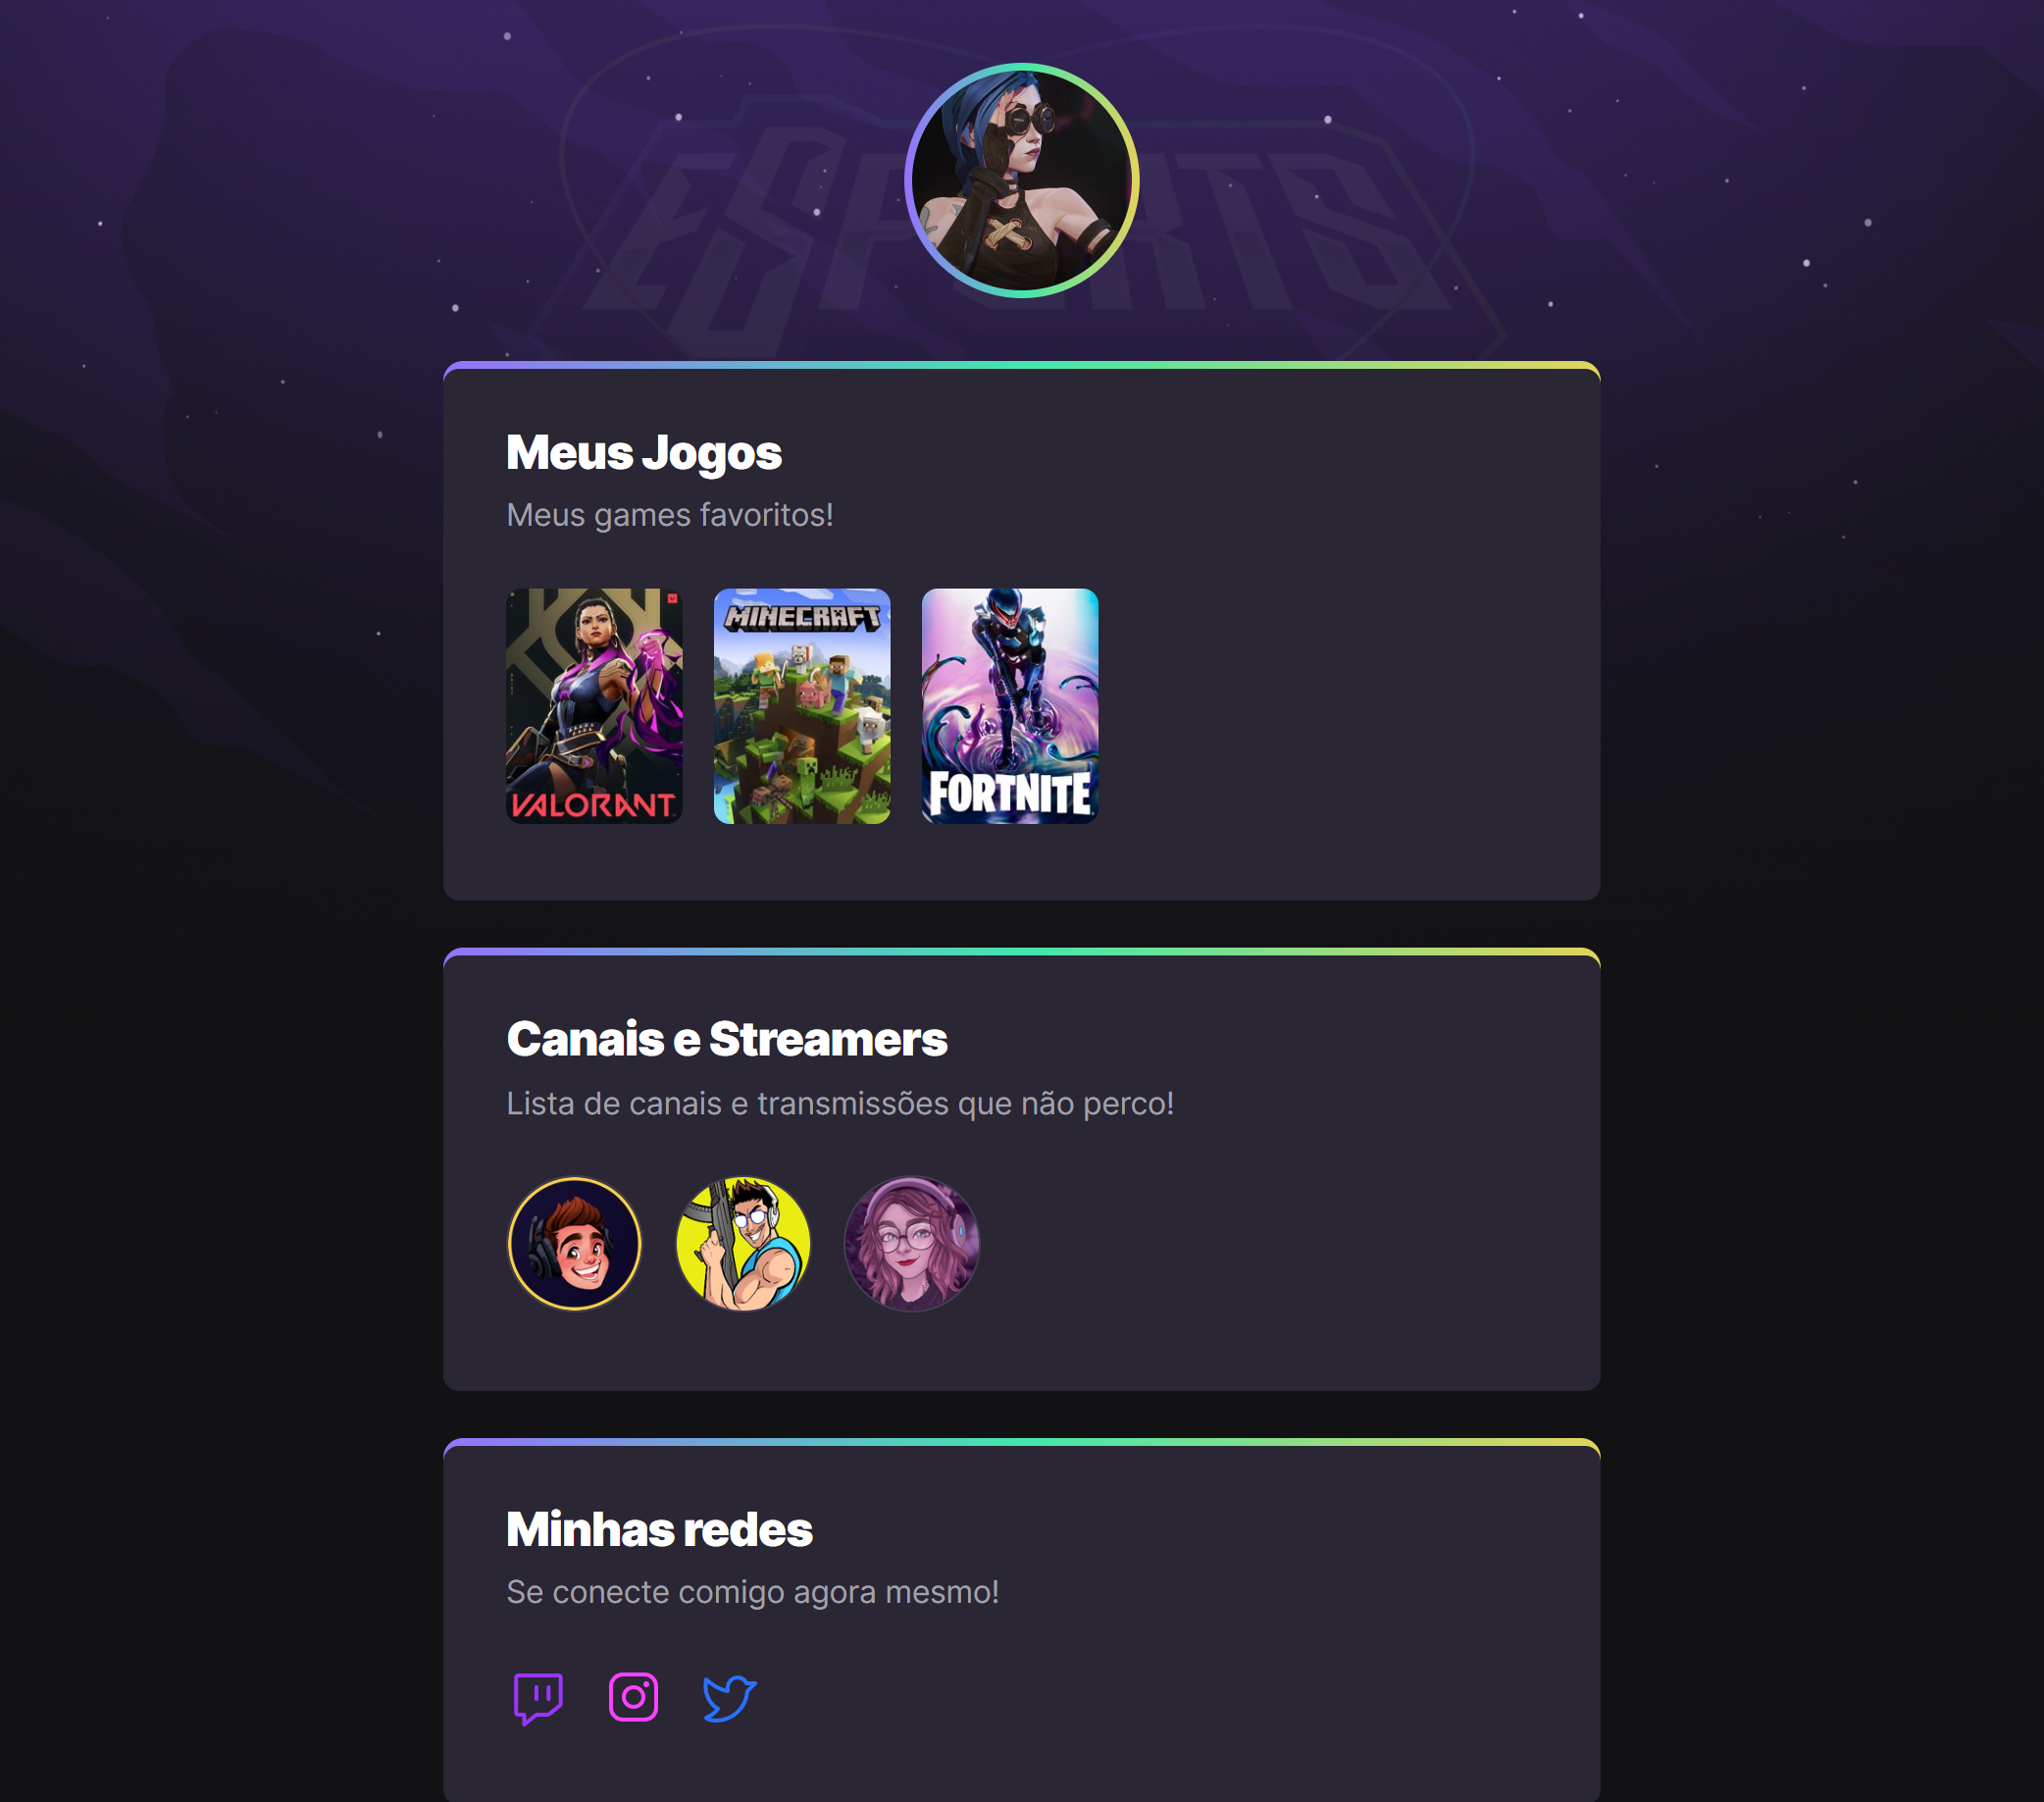 ESPORTS
Meus Jogos
Meus games favoritos!
VALORANT
MINECRAFT
FORTNITE
Canais e Streamers
Lista de canais e transmissões que não perco!
Minhas redes
Se conecte comigo agora mesmo!